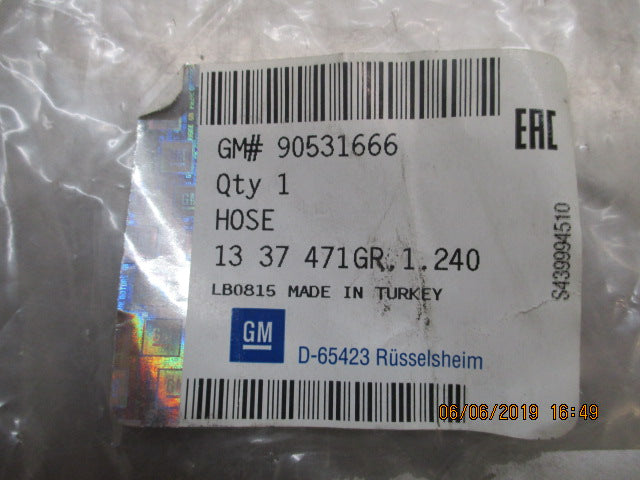 GM# 90531666
EAC
Qty 1
HOSE
13 37 471GR.1.240
LB0815 MADE IN TURKEY
S439994510
GM
D-65423 Rüsselsheim
06/06/2019 16:49